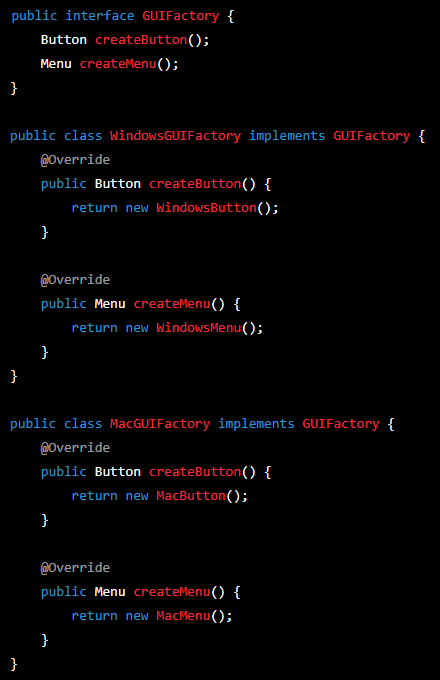 public interface GUIFactory {
    Button createButton();
    Menu createMenu();
}

public class WindowsGUIFactory implements GUIFactory {
    @Override
    public Button createButton() {
        return new WindowsButton();
    }

    @Override
    public Menu createMenu() {
        return new WindowsMenu();
    }
}

public class MacGUIFactory implements GUIFactory {
    @Override
    public Button createButton() {
        return new MacButton();
    }

    @Override
    public Menu createMenu() {
        return new MacMenu();
    }
}